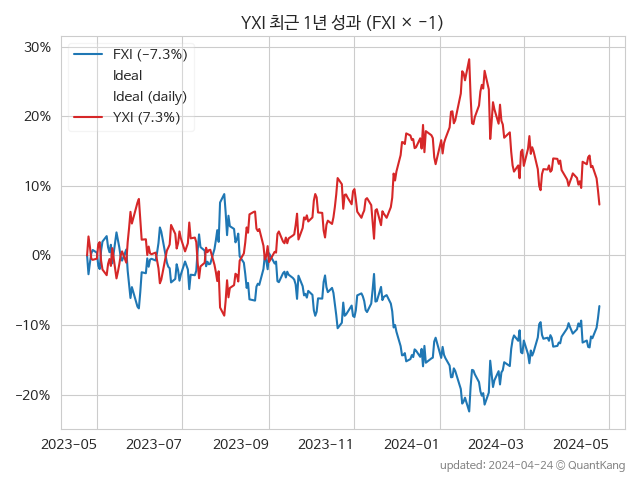 YXI 최근 1년 성과 (FXI × -1)
FXI (-7.3%)
Ideal
Ideal (daily)
YXI (7.3%)
30%
20%
10%
0%
-10%
-20%
2023-05 2023-07 2023-09 2023-11 2024-01 2024-03 2024-05
updated: 2024-04-24 © QuantKang